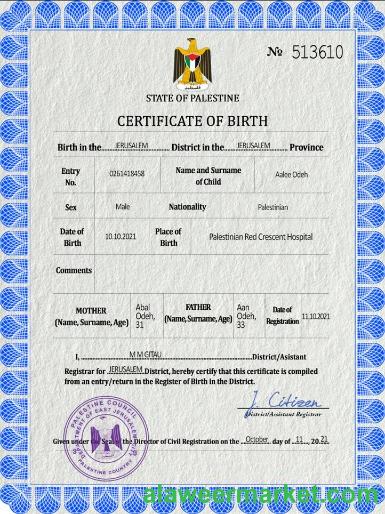 № 513610
STATE OF PALESTINE
CERTIFICATE OF BIRTH
Birth in the JERUSALEM District in the JERUSALEM Province
Entry No. 0261418458 Name and Surname of Child Aalee Odeh
Sex Male Nationality Palestinian
Date of Birth 10.10.2021 Place of Birth Palestinian Red Crescent Hospital
Comments
MOTHER (Name, Surname, Age) Abal Odeh, 31 FATHER (Name, Surname, Age) Aan Odeh, 33 Date of Registration 11.10.2021
I, M M GITAU District/Asistant
Registrar for JERUSALEM District, hereby certify that this certificate is compiled
from an entry/return in the Register of Birth in the District.
J. Citizen
District/Assistant Registrar
Given under the Seal of the Director of Civil Registration on the October day of 11, 20 21
PALESTINE COUNCIL
DEPARTMENT OF EAST JERUSALEM
PALESTINE COUNTRY
alaweermarket.com/